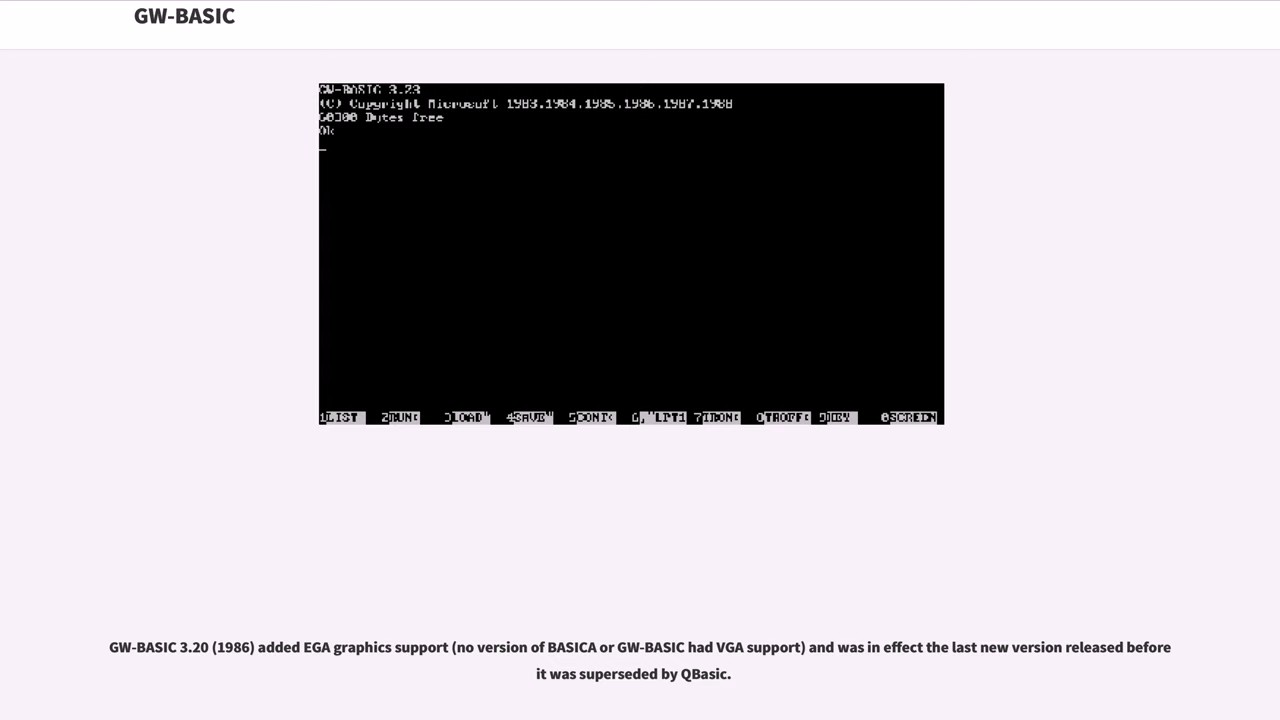 GW-BASIC
GW-BASIC 3.23
(C) Copyright Microsoft 1983,1984,1985,1986,1987,1988
Bytes free
Ok
GW-BASIC 3.20 (1986) added EGA graphics support (no version of BASICA or GW-BASIC had VGA support) and was in effect the last new version released before
it was superseded by QBasic.
1LIST 2RUN 3LOAD" 4SAVE" 5CONT 6,"LPT1 7TRON 8TROFF 9KEY 0SCREEN